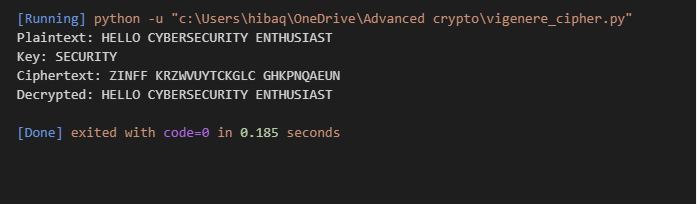 [Running] python -u "c:\Users\hibaq\OneDrive\Advanced crypto\vigenere_cipher.py"
Plaintext: HELLO CYBERSECURITY ENTHUSIAST
Key: SECURITY
Ciphertext: ZINFF KRZWVUYTCKGLC GHKPNQAEUN
Decrypted: HELLO CYBERSECURITY ENTHUSIAST
[Done] exited with code=0 in 0.185 seconds